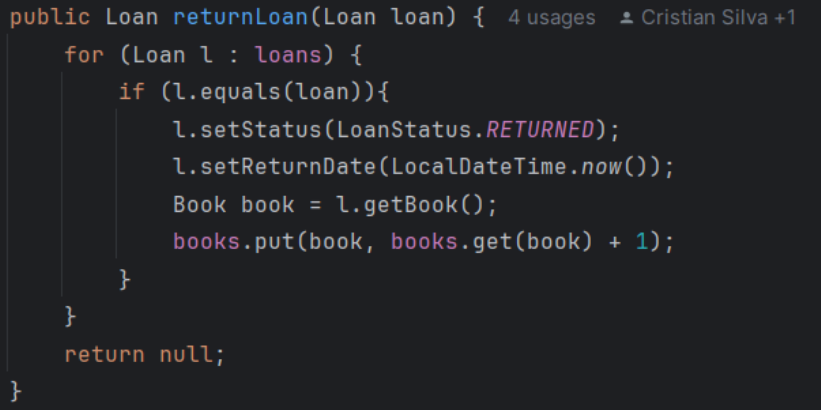 public Loan returnLoan(Loan loan) { 4 usages Cristian Silva +1
for (Loan l : loans) {
if (l.equals(loan)){
l.setStatus(LoanStatus.RETURNED);
l.setReturnDate(LocalDateTime.now());
Book book = l.getBook();
books.put(book, books.get(book) + 1);
}
}
return null;
}